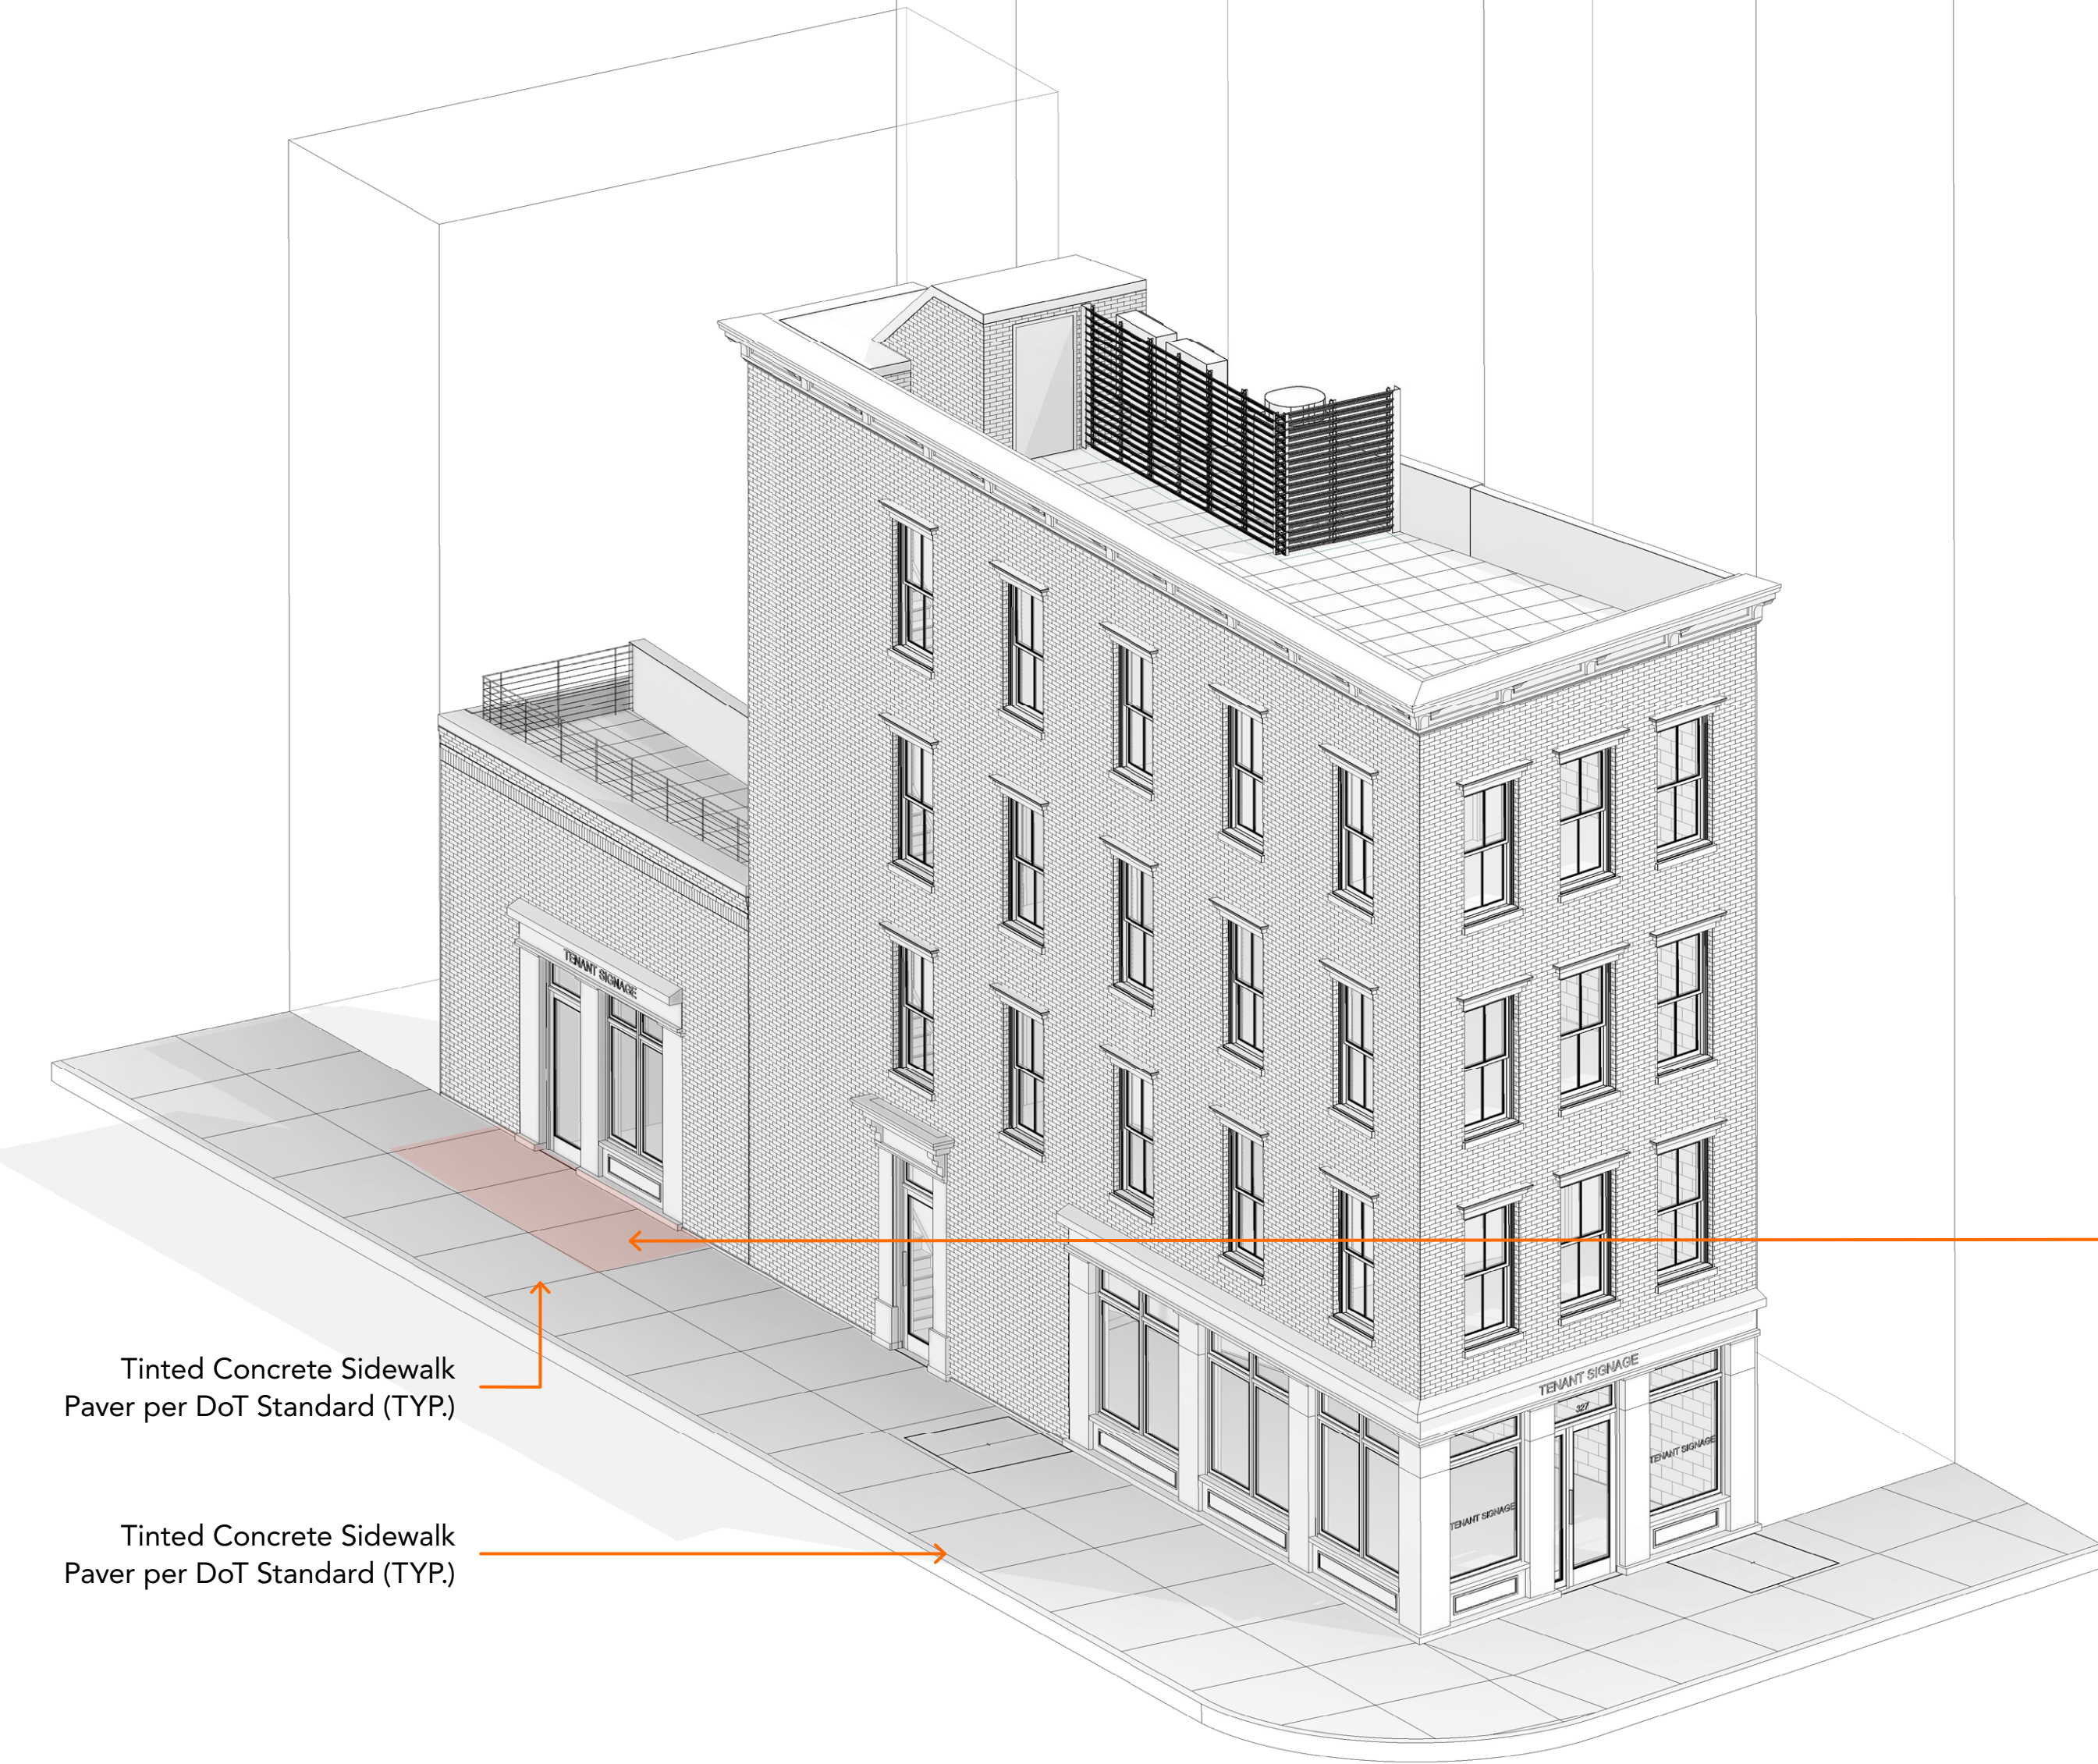 TENANT SIGNAGE
TENANT SIGNAGE
327
TENANT SIGNAGE
TENANT SIGNAGE
Tinted Concrete Sidewalk
Paver per DoT Standard (TYP.)
Tinted Concrete Sidewalk
Paver per DoT Standard (TYP.)